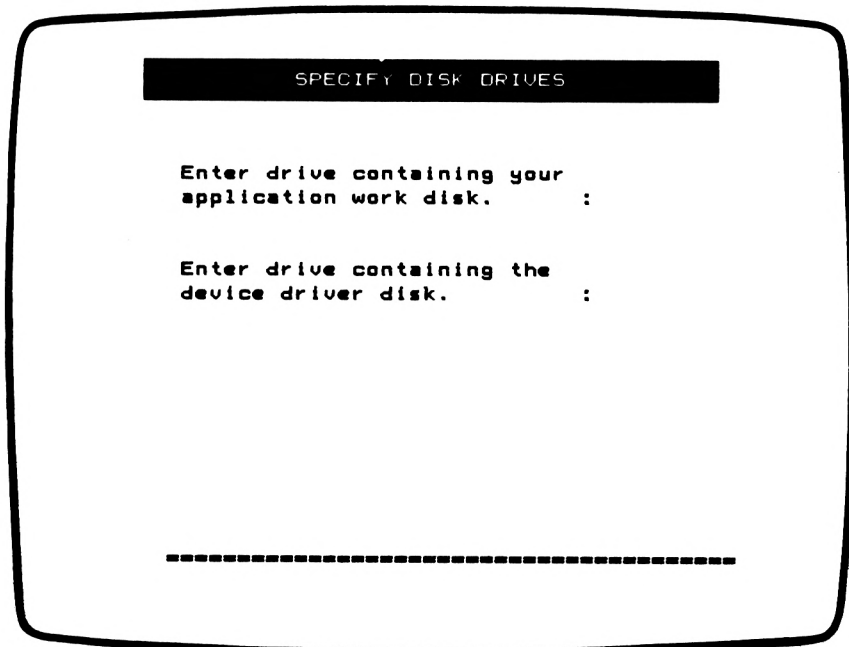 SPECIFY DISK DRIVES
Enter drive containing your
application work disk. :
Enter drive containing the
device driver disk. :